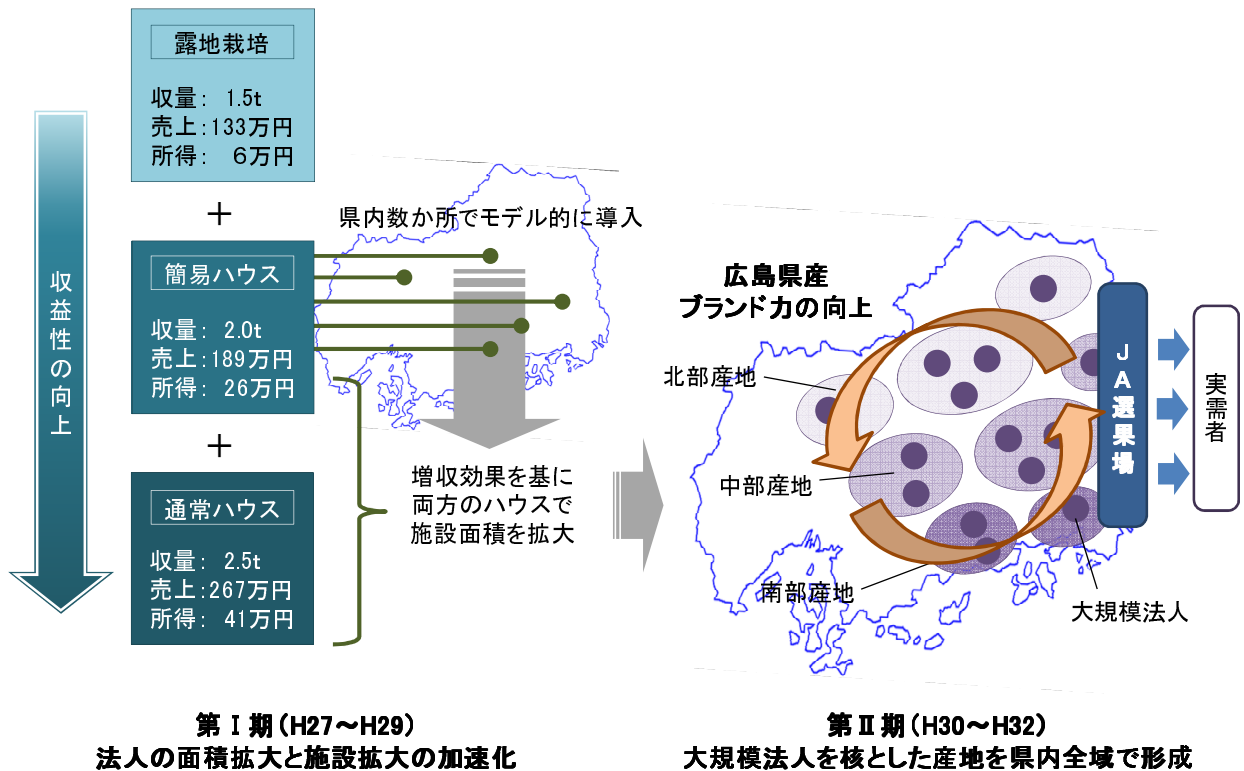 露地栽培
収量： 1.5t
売上：133万円
所得： ６万円
＋
簡易ハウス
収量： 2.0t
売上：189万円
所得： 26万円
＋
通常ハウス
収量： 2.5t
売上：267万円
所得： 41万円
収益性の向上
県内数か所でモデル的に導入
増収効果を基に
両方のハウスで
施設面積を拡大
第Ⅰ期（H27～H29）
法人の面積拡大と施設拡大の加速化
広島県産
ブランド力の向上
北部産地
中部産地
南部産地
大規模法人
ＪＡ選果場
実需者
第Ⅱ期（H30～H32）
大規模法人を核とした産地を県内全域で形成